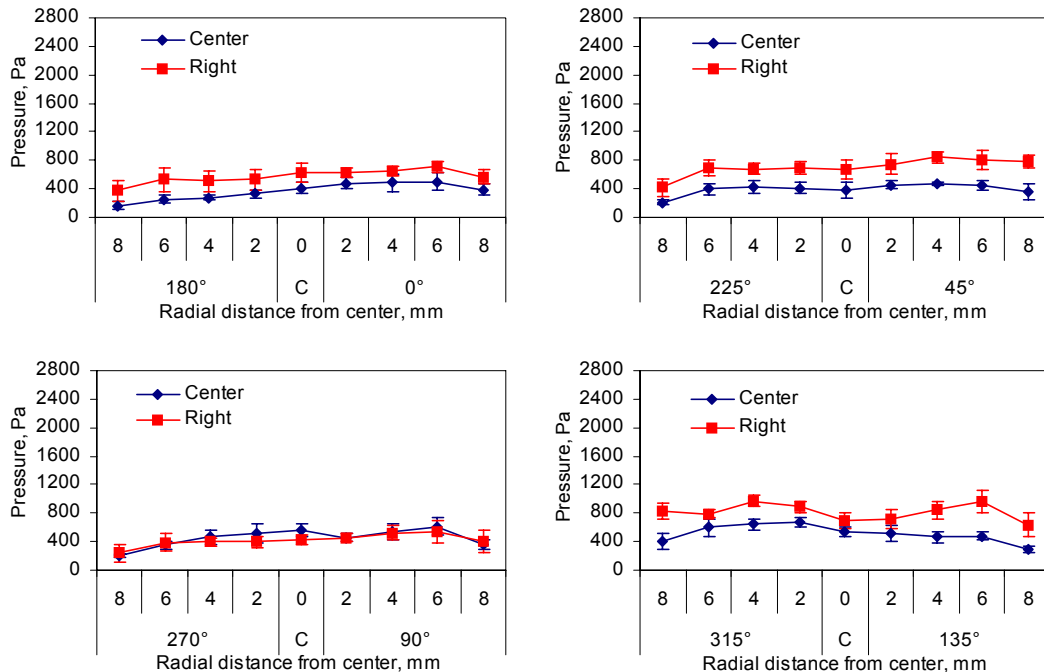 2800
2400
2000
1600
1200
800
400
0
Pressure, Pa
Center
Right
8 6 4 2 0 2 4 6 8
180° C 0°
Radial distance from center, mm
2800
2400
2000
1600
1200
800
400
0
Pressure, Pa
Center
Right
8 6 4 2 0 2 4 6 8
225° C 45°
Radial distance from center, mm
2800
2400
2000
1600
1200
800
400
0
Pressure, Pa
Center
Right
8 6 4 2 0 2 4 6 8
270° C 90°
Radial distance from center, mm
2800
2400
2000
1600
1200
800
400
0
Pressure, Pa
Center
Right
8 6 4 2 0 2 4 6 8
315° C 135°
Radial distance from center, mm